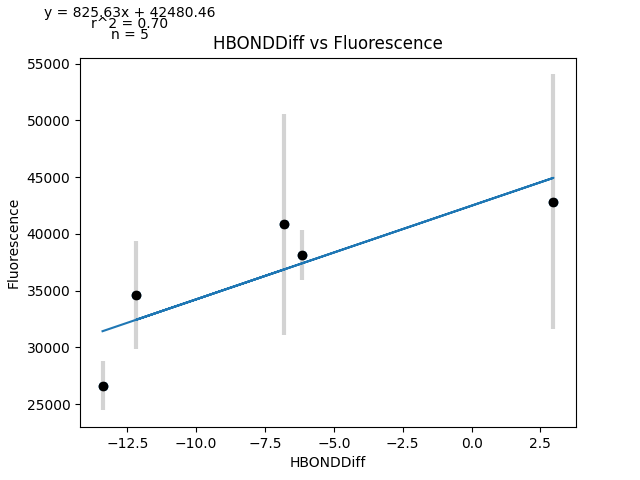 y = 825.63x + 42480.46
r^2 = 0.70
n = 5
HBONDDiff vs Fluorescence
55000
50000
45000
40000
35000
30000
25000
Fluorescence
−12.5 −10.0 −7.5 −5.0 −2.5 0.0 2.5
HBONDDiff